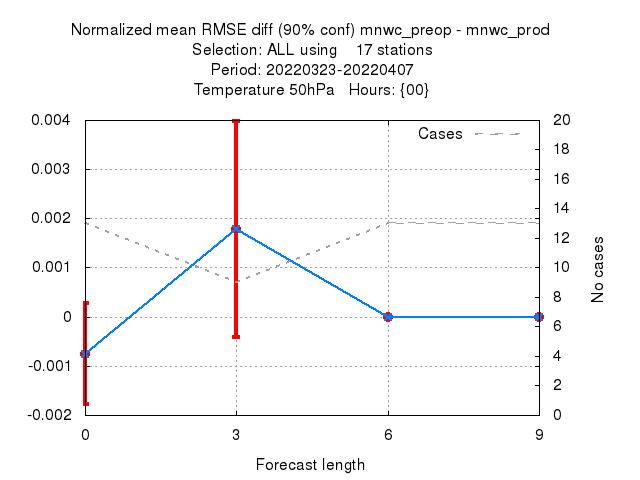 Normalized mean RMSE diff (90% conf) mnwc_preop - mnwc_prod
Selection: ALL using    17 stations
Period: 20220323-20220407
Temperature 50hPa   Hours: {00}
Cases
0.004
0.003
0.002
0.001
0
-0.001
-0.002
20
18
16
14
12
10
8
6
4
2
0
No cases
0 3 6 9
Forecast length